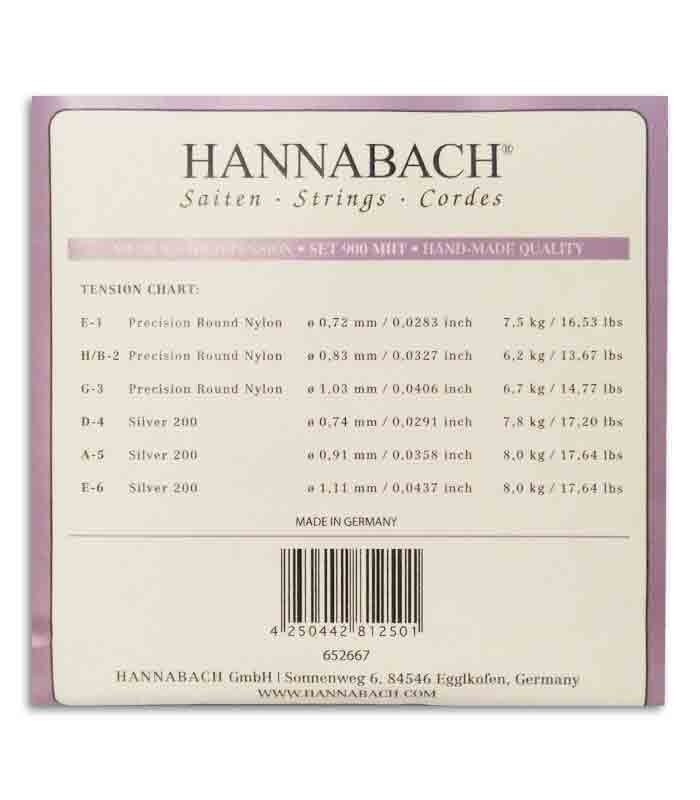 HANNABACH®
Saiten · Strings · Cordes
TENSION • SET 900 MHT • HAND-MADE QUALITY
TENSION CHART:
E-1 Precision Round Nylon ø 0,72 mm / 0,0283 inch 7,5 kg / 16,53 lbs
H/B-2 Precision Round Nylon ø 0,83 mm / 0.0327 inch 6,2 kg / 13,67 lbs
G-3 Precision Round Nylon ø 1,03 mm / 0,0406 inch 6,7 kg / 14,77 lbs
D-4 Silver 200 ø 0,74 mm / 0,0291 inch 7,8 kg / 17,20 lbs
A-5 Silver 200 ø 0,91 mm / 0,0358 inch 8,0 kg / 17,64 lbs
E-6 Silver 200 ø 1,11 mm / 0,0437 inch 8,0 kg / 17,64 lbs
MADE IN GERMANY
4 250442 812501
652667
HANNABACH GmbH | Sonnenweg 6, 84546 Egglkofen, Germany
WWW.HANNABACH.COM